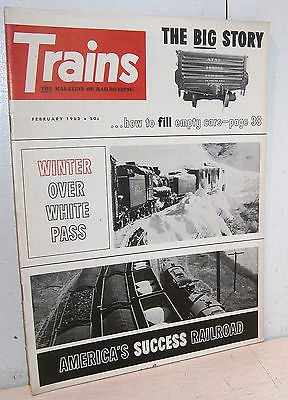 THE BIG STORY
Trains
THE MAGAZINE OF RAILROADING
FEBRUARY 1963 • 50c
...how to fill empty cars—page 38
WINTER
OVER
WHITE
PASS
AMERICA'S SUCCESS RAILROAD